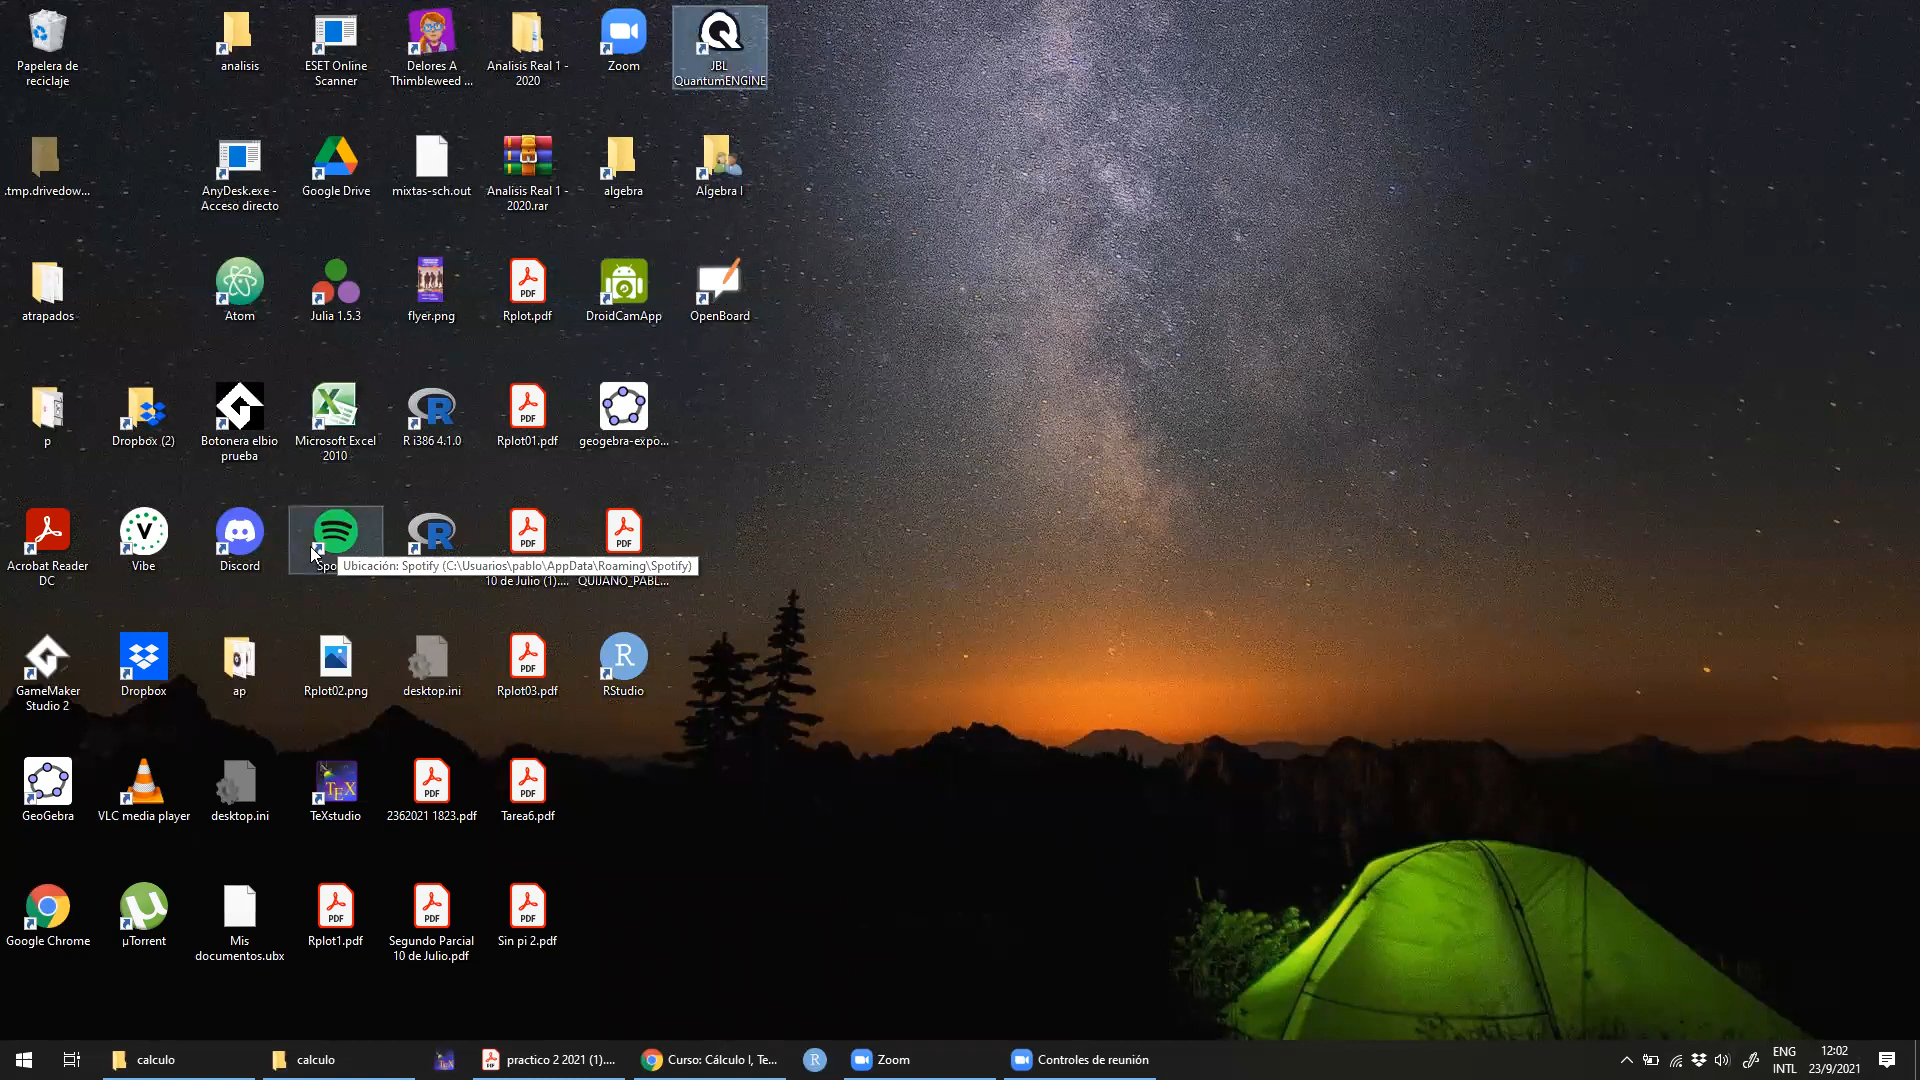 Papelera de
reciclaje
analisis
ESET Online
Scanner
Delores A
Thimbleweed ...
Analisis Real 1 -
2020
Zoom
JBL
QuantumENGINE
.tmp.drivedow...
AnyDesk.exe -
Acceso directo
Google Drive
mixtas-sch.out
Analisis Real 1 -
2020.rar
algebra
Algebra I
atrapados
Atom
Julia 1.5.3
flyer.png
Rplot.pdf
DroidCamApp
OpenBoard
p
Dropbox (2)
Botonera elbio
prueba
Microsoft Excel
2010
R i386 4.1.0
Rplot01.pdf
geogebra-expo...
Acrobat Reader
DC
Vibe
Discord
Spo
Ubicación: Spotify (C:\Usuarios\pablo\AppData\Roaming\Spotify)
10 de Julio (1)....
QUIJANO_PABL...
GameMaker
Studio 2
Dropbox
ap
Rplot02.png
desktop.ini
Rplot03.pdf
RStudio
GeoGebra
VLC media player
desktop.ini
TeXstudio
2362021 1823.pdf
Tarea6.pdf
Google Chrome
µTorrent
Mis
documentos.ubx
Rplot1.pdf
Segundo Parcial
10 de Julio.pdf
Sin pi 2.pdf
calculo
calculo
practico 2 2021 (1)....
Curso: Cálculo I, Te...
Zoom
Controles de reunión
ENG
INTL
12:02
23/9/2021